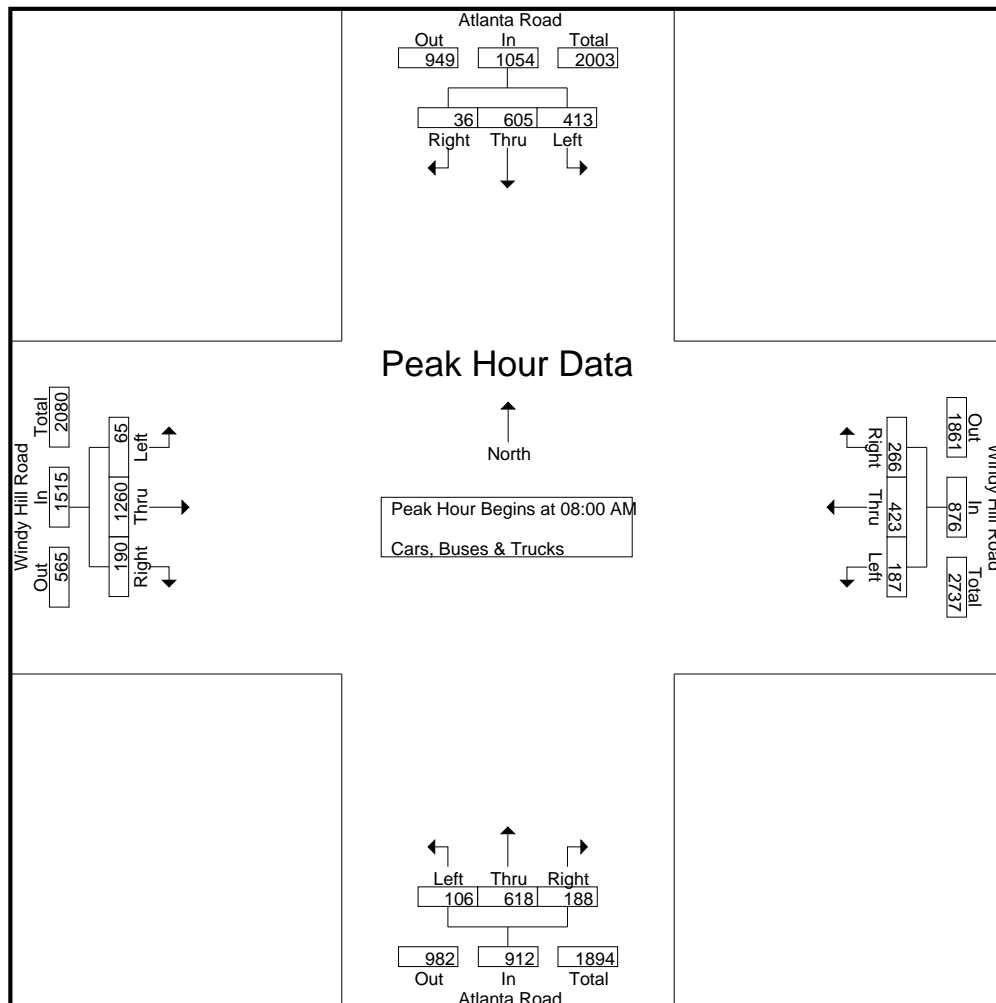 Atlanta Road
Out In Total
949 1054 2003
36 605 413
Right Thru Left
Peak Hour Data
North
Peak Hour Begins at 08:00 AM
Cars, Buses & Trucks
Windy Hill Road
Total In Out
2080 1515 565
65 1260 190
Left Thru Right
Windy Hill Road
Out In Total
1861 876 2737
266 423 187
Right Thru Left
Left Thru Right
106 618 188
982 912 1894
Out In Total
Atlanta Road